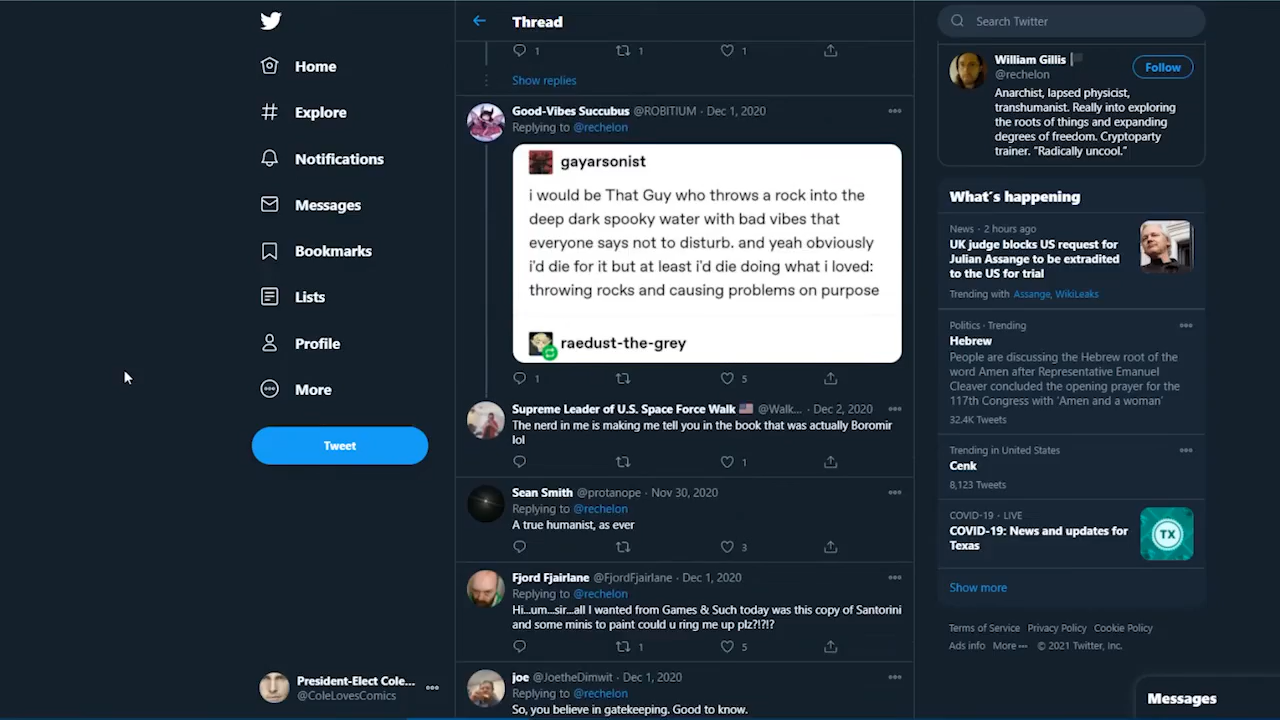 Home
Explore
Notifications
Messages
Bookmarks
Lists
Profile
More
Tweet
President-Elect Cole...
@ColeLovesComics
Thread
1
1
1
Show replies
Good-Vibes Succubus @ROBITIUM · Dec 1, 2020
Replying to @rechelon
gayarsonist
i would be That Guy who throws a rock into the
deep dark spooky water with bad vibes that
everyone says not to disturb. and yeah obviously
i'd die for it but at least i'd die doing what i loved:
throwing rocks and causing problems on purpose
raedust-the-grey
1
5
Supreme Leader of U.S. Space Force Walk 🇺🇸 @Walk... · Dec 2, 2020
The nerd in me is making me tell you in the book that was actually Boromir
lol
1
Sean Smith @protanope · Nov 30, 2020
Replying to @rechelon
A true humanist, as ever
3
Fjord Fjairlane @FjordFjairlane · Dec 1, 2020
Replying to @rechelon
Hi...um...sir...all I wanted from Games & Such today was this copy of Santorini
and some minis to paint could u ring me up plz?!?!?
1
5
joe @JoetheDimwit · Dec 1, 2020
Replying to @rechelon
So, you believe in gatekeeping. Good to know.
Search Twitter
William Gillis
@rechelon
Follow
Anarchist, lapsed physicist,
transhumanist. Really into exploring
the roots of things and expanding
degrees of freedom. Cryptoparty
trainer. "Radically uncool."
What's happening
News · 2 hours ago
UK judge blocks US request for
Julian Assange to be extradited
to the US for trial
Trending with Assange, WikiLeaks
Politics · Trending
Hebrew
People are discussing the Hebrew root of the
word Amen after Representative Emanuel
Cleaver concluded the opening prayer for the
117th Congress with 'Amen and a woman'
32.4K Tweets
Trending in United States
Cenk
8,123 Tweets
COVID-19 · LIVE
COVID-19: News and updates for
Texas
TX
Show more
Terms of Service Privacy Policy Cookie Policy
Ads info More ··· © 2021 Twitter, Inc.
Messages